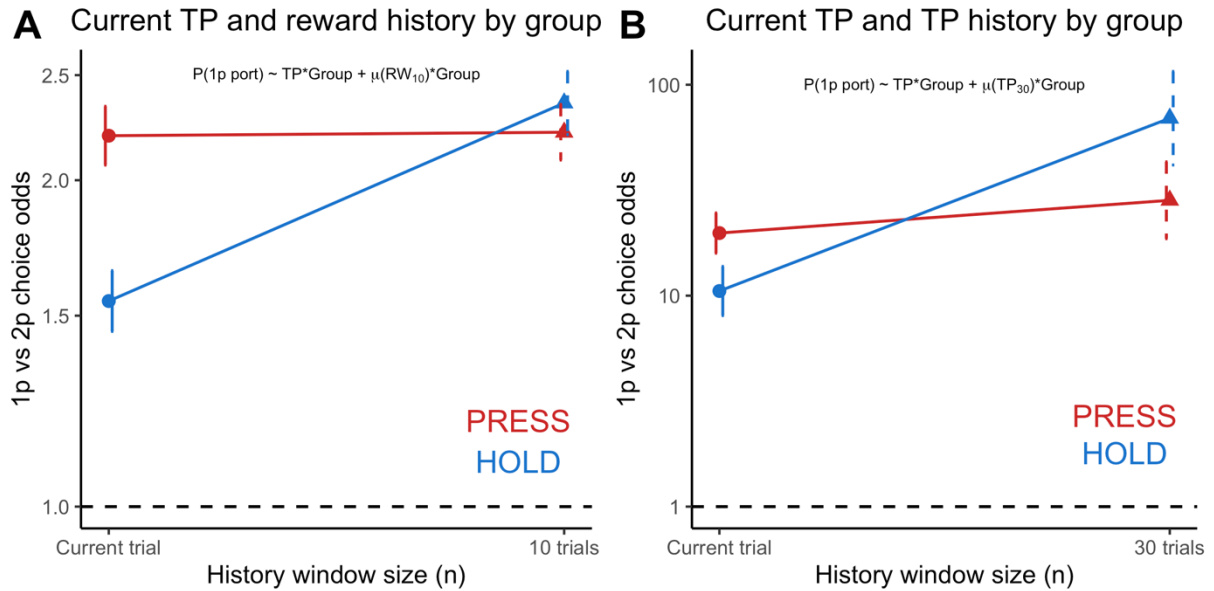 A
Current TP and reward history by group
P(1p port) ~ TP*Group + μ(RW₁₀)*Group
1p vs 2p choice odds
2.5
2.0
1.5
1.0
PRESS
HOLD
Current trial
10 trials
History window size (n)
B
Current TP and TP history by group
P(1p port) ~ TP*Group + μ(TP₃₀)*Group
1p vs 2p choice odds
100
10
1
PRESS
HOLD
Current trial
30 trials
History window size (n)